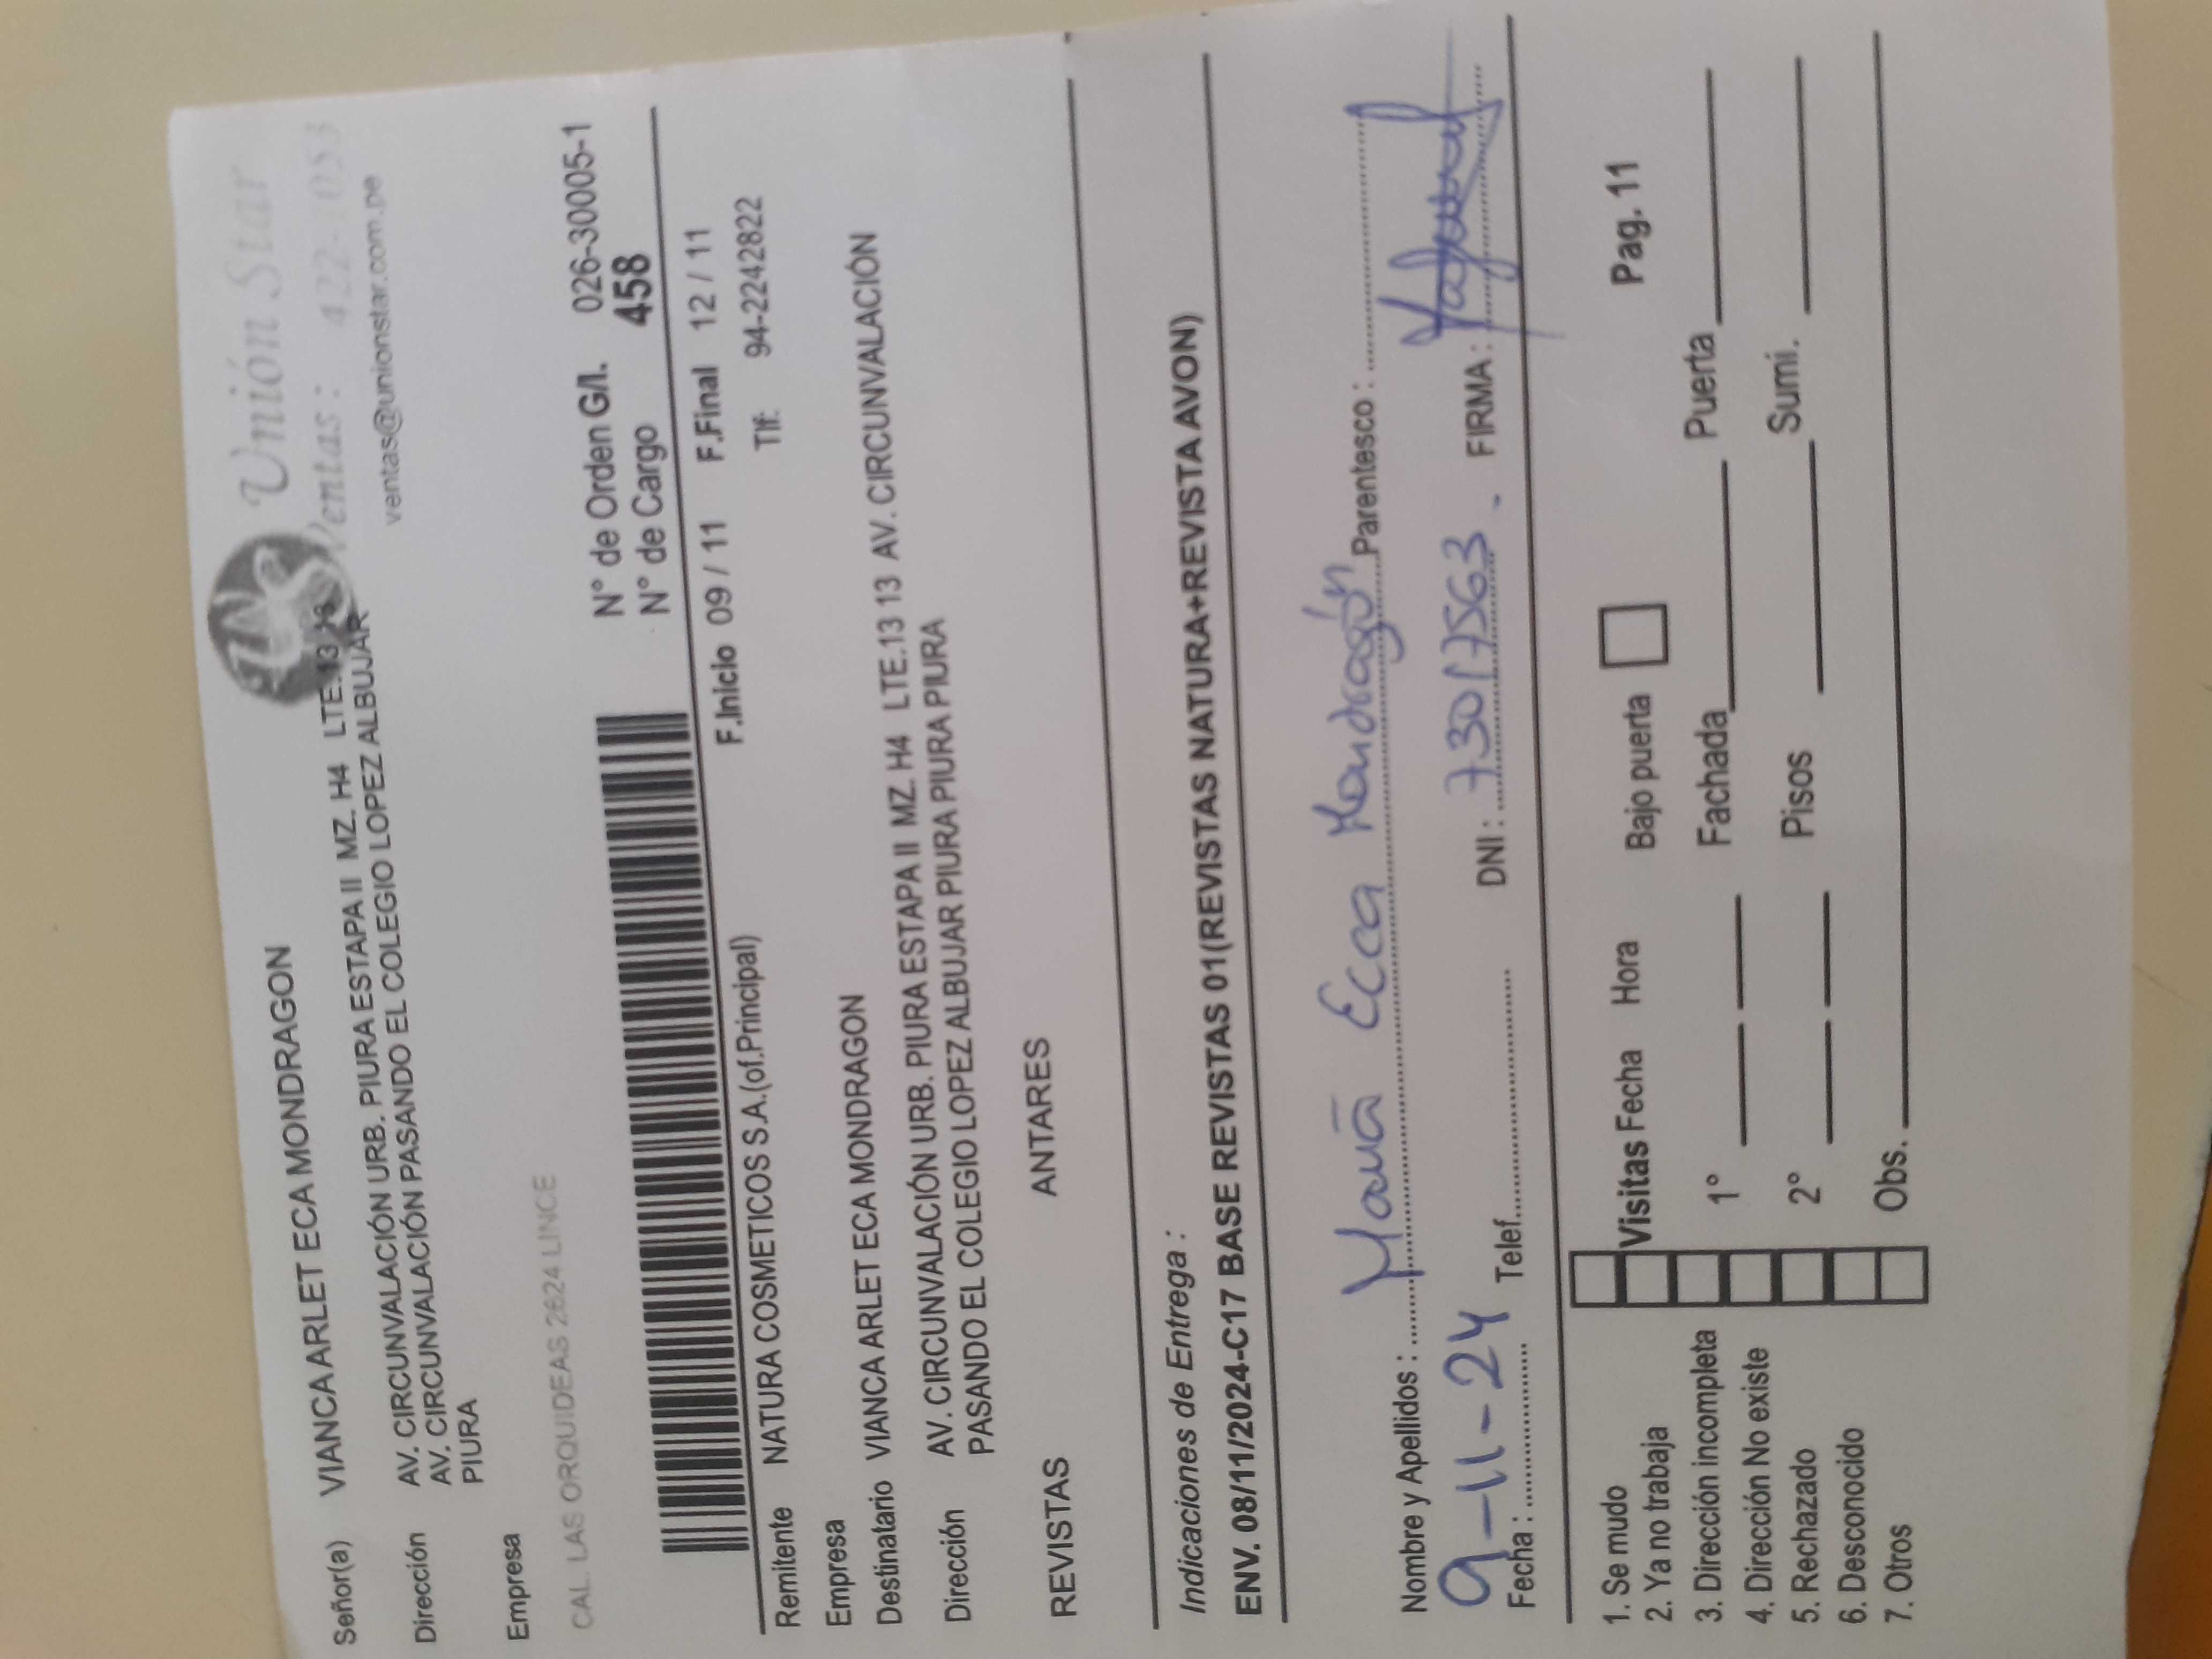 Unión Star
Ventas: 422-1053
ventas@unionstar.com.pe
Señor(a) VIANCA ARLET ECA MONDRAGON
Dirección AV. CIRCUNVALACIÓN URB. PIURA ESTAPA II MZ. H4 LTE.13
AV. CIRCUNVALACIÓN PASANDO EL COLEGIO LOPEZ ALBUJAR
PIURA
Empresa
CAL. LAS ORQUIDEAS 2624 LINCE
N° de Orden G/I. 026-30005-1
N° de Cargo 458
F.Inicio 09 / 11 F.Final 12 / 11
Remitente NATURA COSMETICOS S.A.(of.Principal) Tlf: 94-2242822
Empresa
Destinatario VIANCA ARLET ECA MONDRAGON
Dirección AV. CIRCUNVALACIÓN URB. PIURA ESTAPA II MZ. H4 LTE.13 13 AV. CIRCUNVALACIÓN
PASANDO EL COLEGIO LOPEZ ALBUJAR PIURA PIURA PIURA
REVISTAS ANTARES
Indicaciones de Entrega :
ENV. 08/11/2024-C17 BASE REVISTAS 01(REVISTAS NATURA+REVISTA AVON)
Nombre y Apellidos : María Ecca Mondragón Parentesco :
Fecha : 9-11-24 Telef. DNI : 73017563 . FIRMA :
1. Se mudo
2. Ya no trabaja
3. Dirección incompleta
4. Dirección No existe
5. Rechazado
6. Desconocido
7. Otros
Visitas Fecha Hora Bajo puerta Pag. 11
1° Fachada Puerta
2° Pisos Sumi.
Obs.